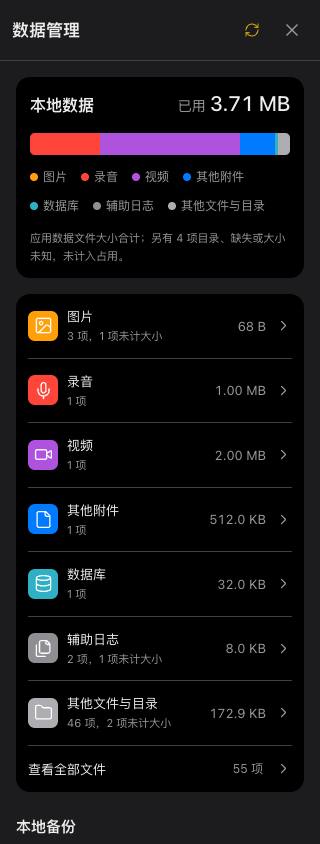 数据管理
本地数据
已用 3.71 MB
图片 录音 视频 其他附件
数据库 辅助日志 其他文件与目录
应用数据文件大小合计；另有 4 项目录、缺失或大小
未知，未计入占用。
图片
3 项，1 项未计大小
68 B
录音
1 项
1.00 MB
视频
1 项
2.00 MB
其他附件
1 项
512.0 KB
数据库
1 项
32.0 KB
辅助日志
2 项，1 项未计大小
8.0 KB
其他文件与目录
46 项，2 项未计大小
172.9 KB
查看全部文件
55 项
本地备份